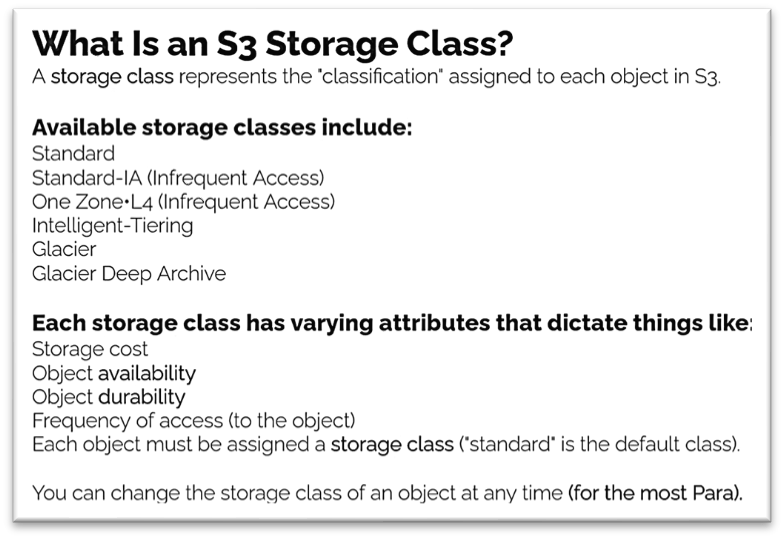 What Is an S3 Storage Class?
A storage class represents the "classification" assigned to each object in S3.
Available storage classes include:
Standard
Standard-IA (Infrequent Access)
One Zone•L4 (Infrequent Access)
Intelligent-Tiering
Glacier
Glacier Deep Archive
Each storage class has varying attributes that dictate things like:
Storage cost
Object availability
Object durability
Frequency of access (to the object)
Each object must be assigned a storage class ("standard" is the default class).
You can change the storage class of an object at any time (for the most Para).